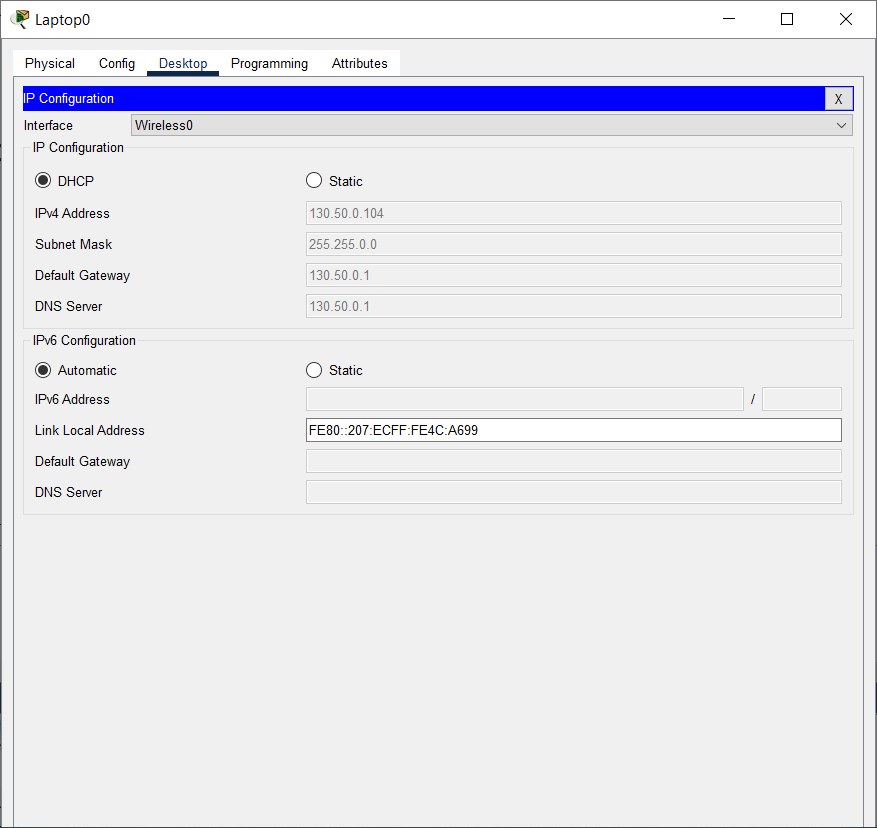 Laptop0
Physical Config Desktop Programming Attributes
IP Configuration X
Interface Wireless0
IP Configuration
DHCP Static
IPv4 Address 130.50.0.104
Subnet Mask 255.255.0.0
Default Gateway 130.50.0.1
DNS Server 130.50.0.1
IPv6 Configuration
Automatic Static
IPv6 Address /
Link Local Address FE80::207:ECFF:FE4C:A699
Default Gateway
DNS Server